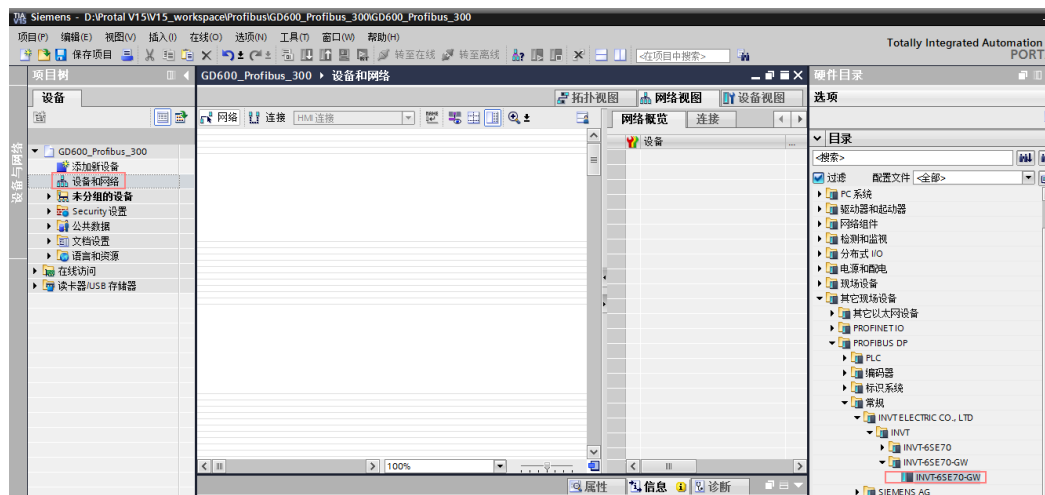 Siemens - D:\Protal V15\V15_workspace\Profibus\GD600_Profibus_300\GD600_Profibus_300
项目(P) 编辑(E) 视图(V) 插入(I) 在线(O) 选项(N) 工具(T) 窗口(W) 帮助(H)
Totally Integrated Automation
PORT
保存项目 转至在线 转至离线 <在项目中搜索>
项目树
GD600_Profibus_300 ▸ 设备和网络
硬件目录
设备
拓扑视图 网络视图 设备视图
选项
网络 连接 HMI 连接
网络概览 连接
设备 ...
目录
<搜索>
过滤 配置文件 <全部>
设备与网络
GD600_Profibus_300
添加新设备
设备和网络
未分组的设备
Security 设置
公共数据
文档设置
语言和资源
在线访问
读卡器/USB 存储器
PC 系统
驱动器和起动器
网络组件
检测和监视
分布式 I/O
电源和配电
现场设备
其它现场设备
其它以太网设备
PROFINET IO
PROFIBUS DP
PLC
编码器
标识系统
常规
INVT ELECTRIC CO., LTD
INVT
INVT-6SE70
INVT-6SE70-GW
INVT-6SE70-GW
SIEMENS AG
100%
属性 信息 诊断